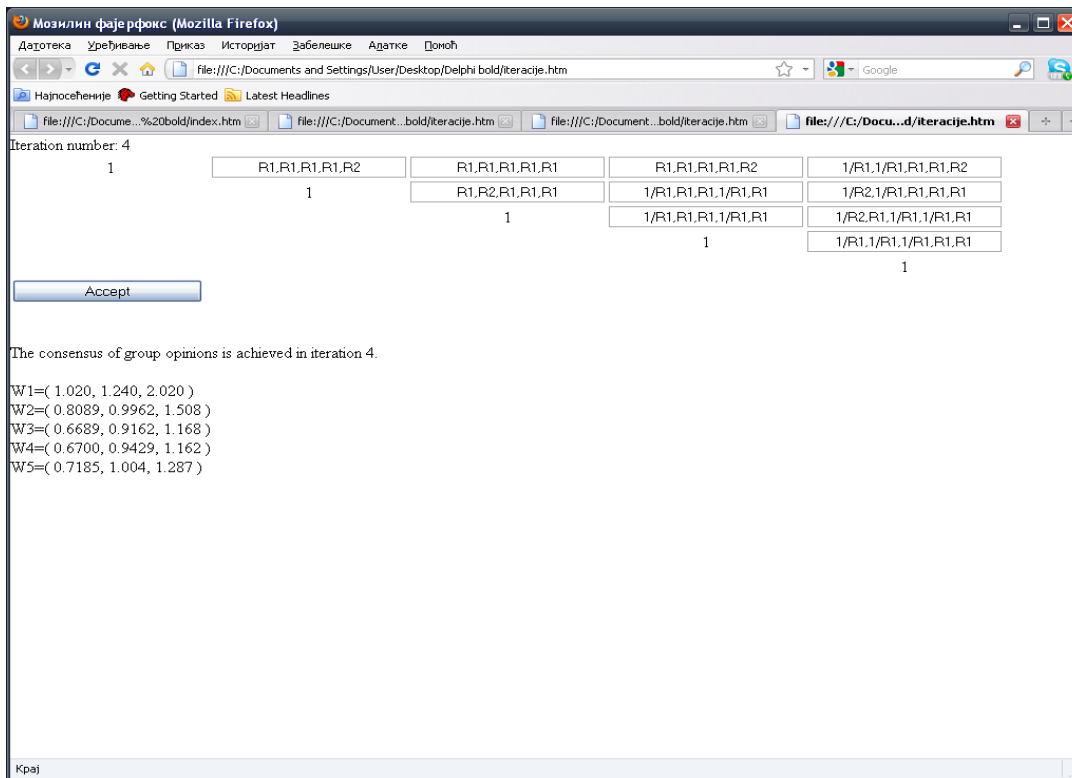 Мозилин фајерфокс (Mozilla Firefox)
Датотека Уређивање Приказ Историјат Забелешке Алатке Помоћ
file:///C:/Documents and Settings/User/Desktop/Delphi bold/iteracije.htm Google
Најпосећеније Getting Started Latest Headlines
file:///C:/Docume...%20bold/index.htm file:///C:/Document...bold/iteracije.htm file:///C:/Document...bold/iteracije.htm file:///C:/Docu...d/iteracije.htm
Iteration number: 4
1 R1,R1,R1,R1,R2 R1,R1,R1,R1,R1 R1,R1,R1,R1,R2 1/R1,1/R1,R1,R1,R2
1 R1,R2,R1,R1,R1 1/R1,R1,R1,1/R1,R1 1/R2,1/R1,R1,R1,R1
1 1/R1,R1,R1,1/R1,R1 1/R2,R1,1/R1,1/R1,R1
1 1/R1,1/R1,1/R1,R1,R1
1
Accept
The consensus of group opinions is achieved in iteration 4.
W1=( 1.020, 1.240, 2.020 )
W2=( 0.8089, 0.9962, 1.508 )
W3=( 0.6689, 0.9162, 1.168 )
W4=( 0.6700, 0.9429, 1.162 )
W5=( 0.7185, 1.004, 1.287 )
Крај